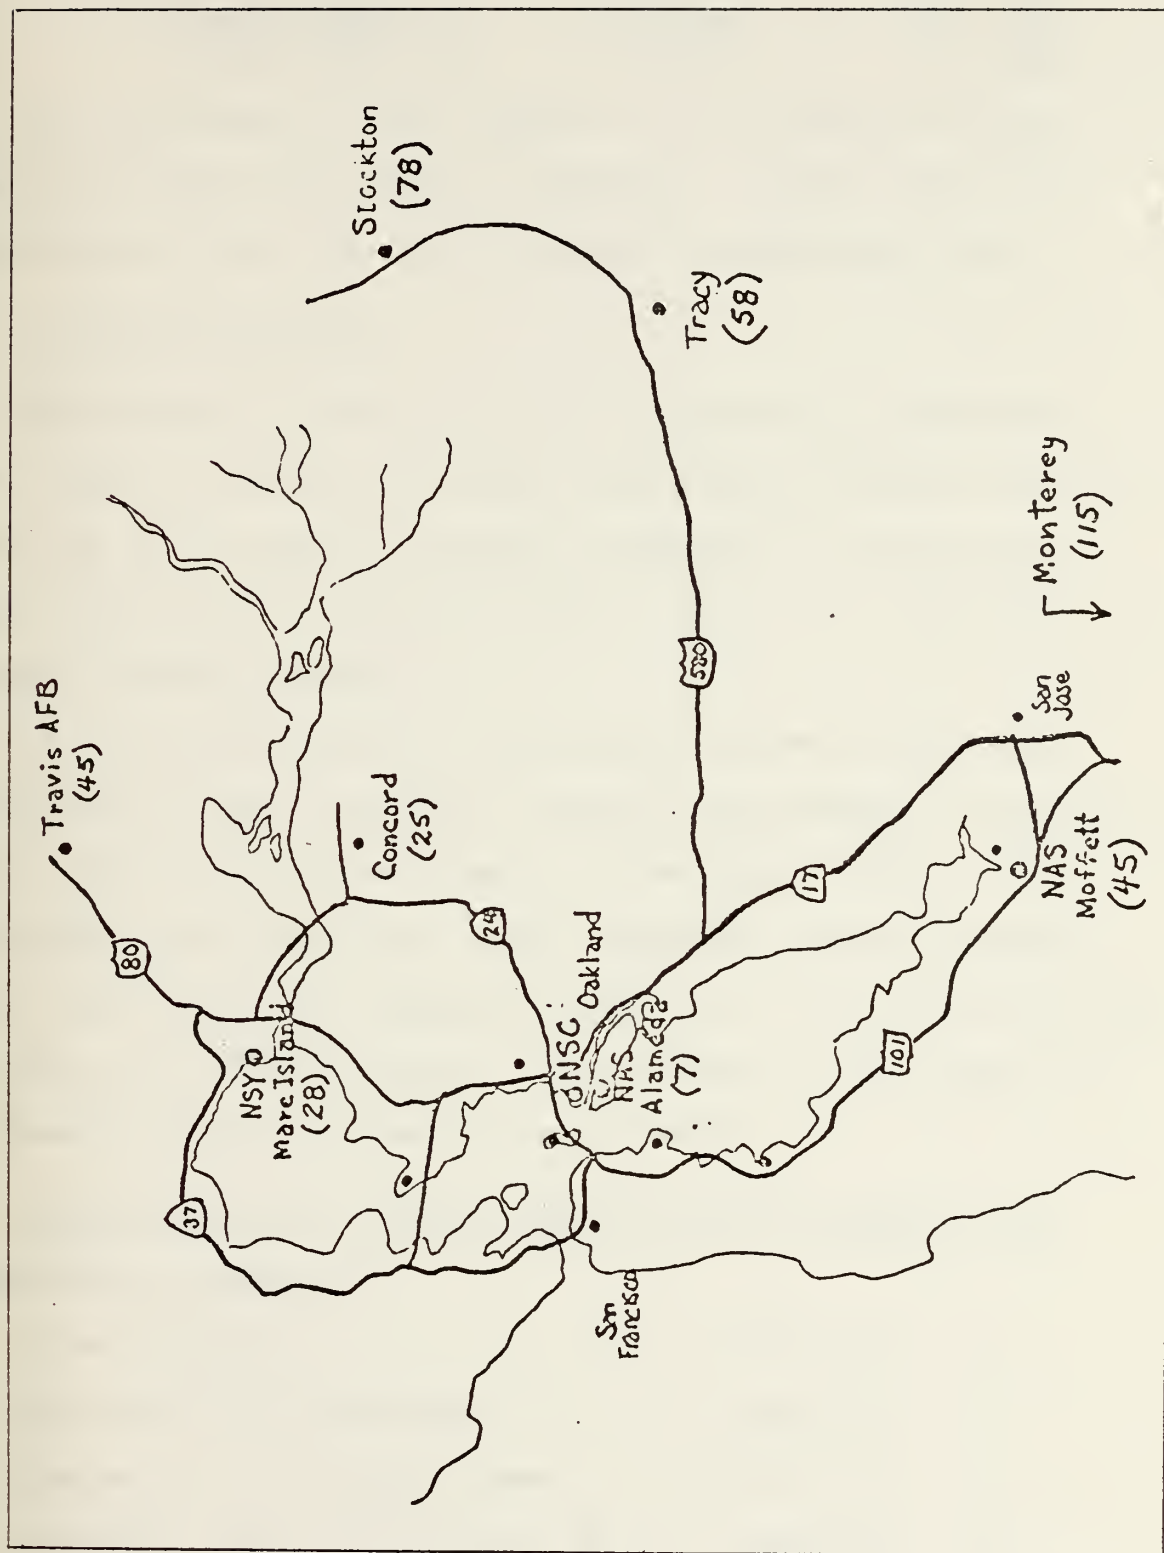 Travis AFB
(45)
80
Stockton
(78)
37
NSY
Mare Island
(28)
Concord
(25)
24
Tracy
(58)
580
Oakland
NSC
NAS
Alameda
(7)
San
Francisco
17
101
San
Jose
Monterey
(115)
NAS
Moffett
(45)